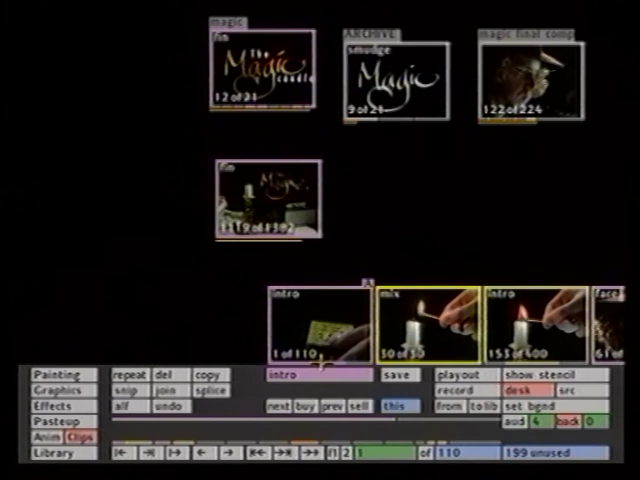 magic
ARCHIVE
magic final comp
fin
smudge
The
Magic
candle
Magic
12 of 21
9 of 21
122 of 224
fin
Magic
intro
mix
intro
face
1 of 110
30 of 30
153 of 400
61 of
Painting
repeat del copy
intro
save
playout
show stencil
Graphics
snip join splice
record
desk src
Effects
all undo
next buy prev sell
this
from to lib
set bgnd
Pasteup
aud 4 back 0
Anim Clips
Library
1 2 1 of 110
199 unused